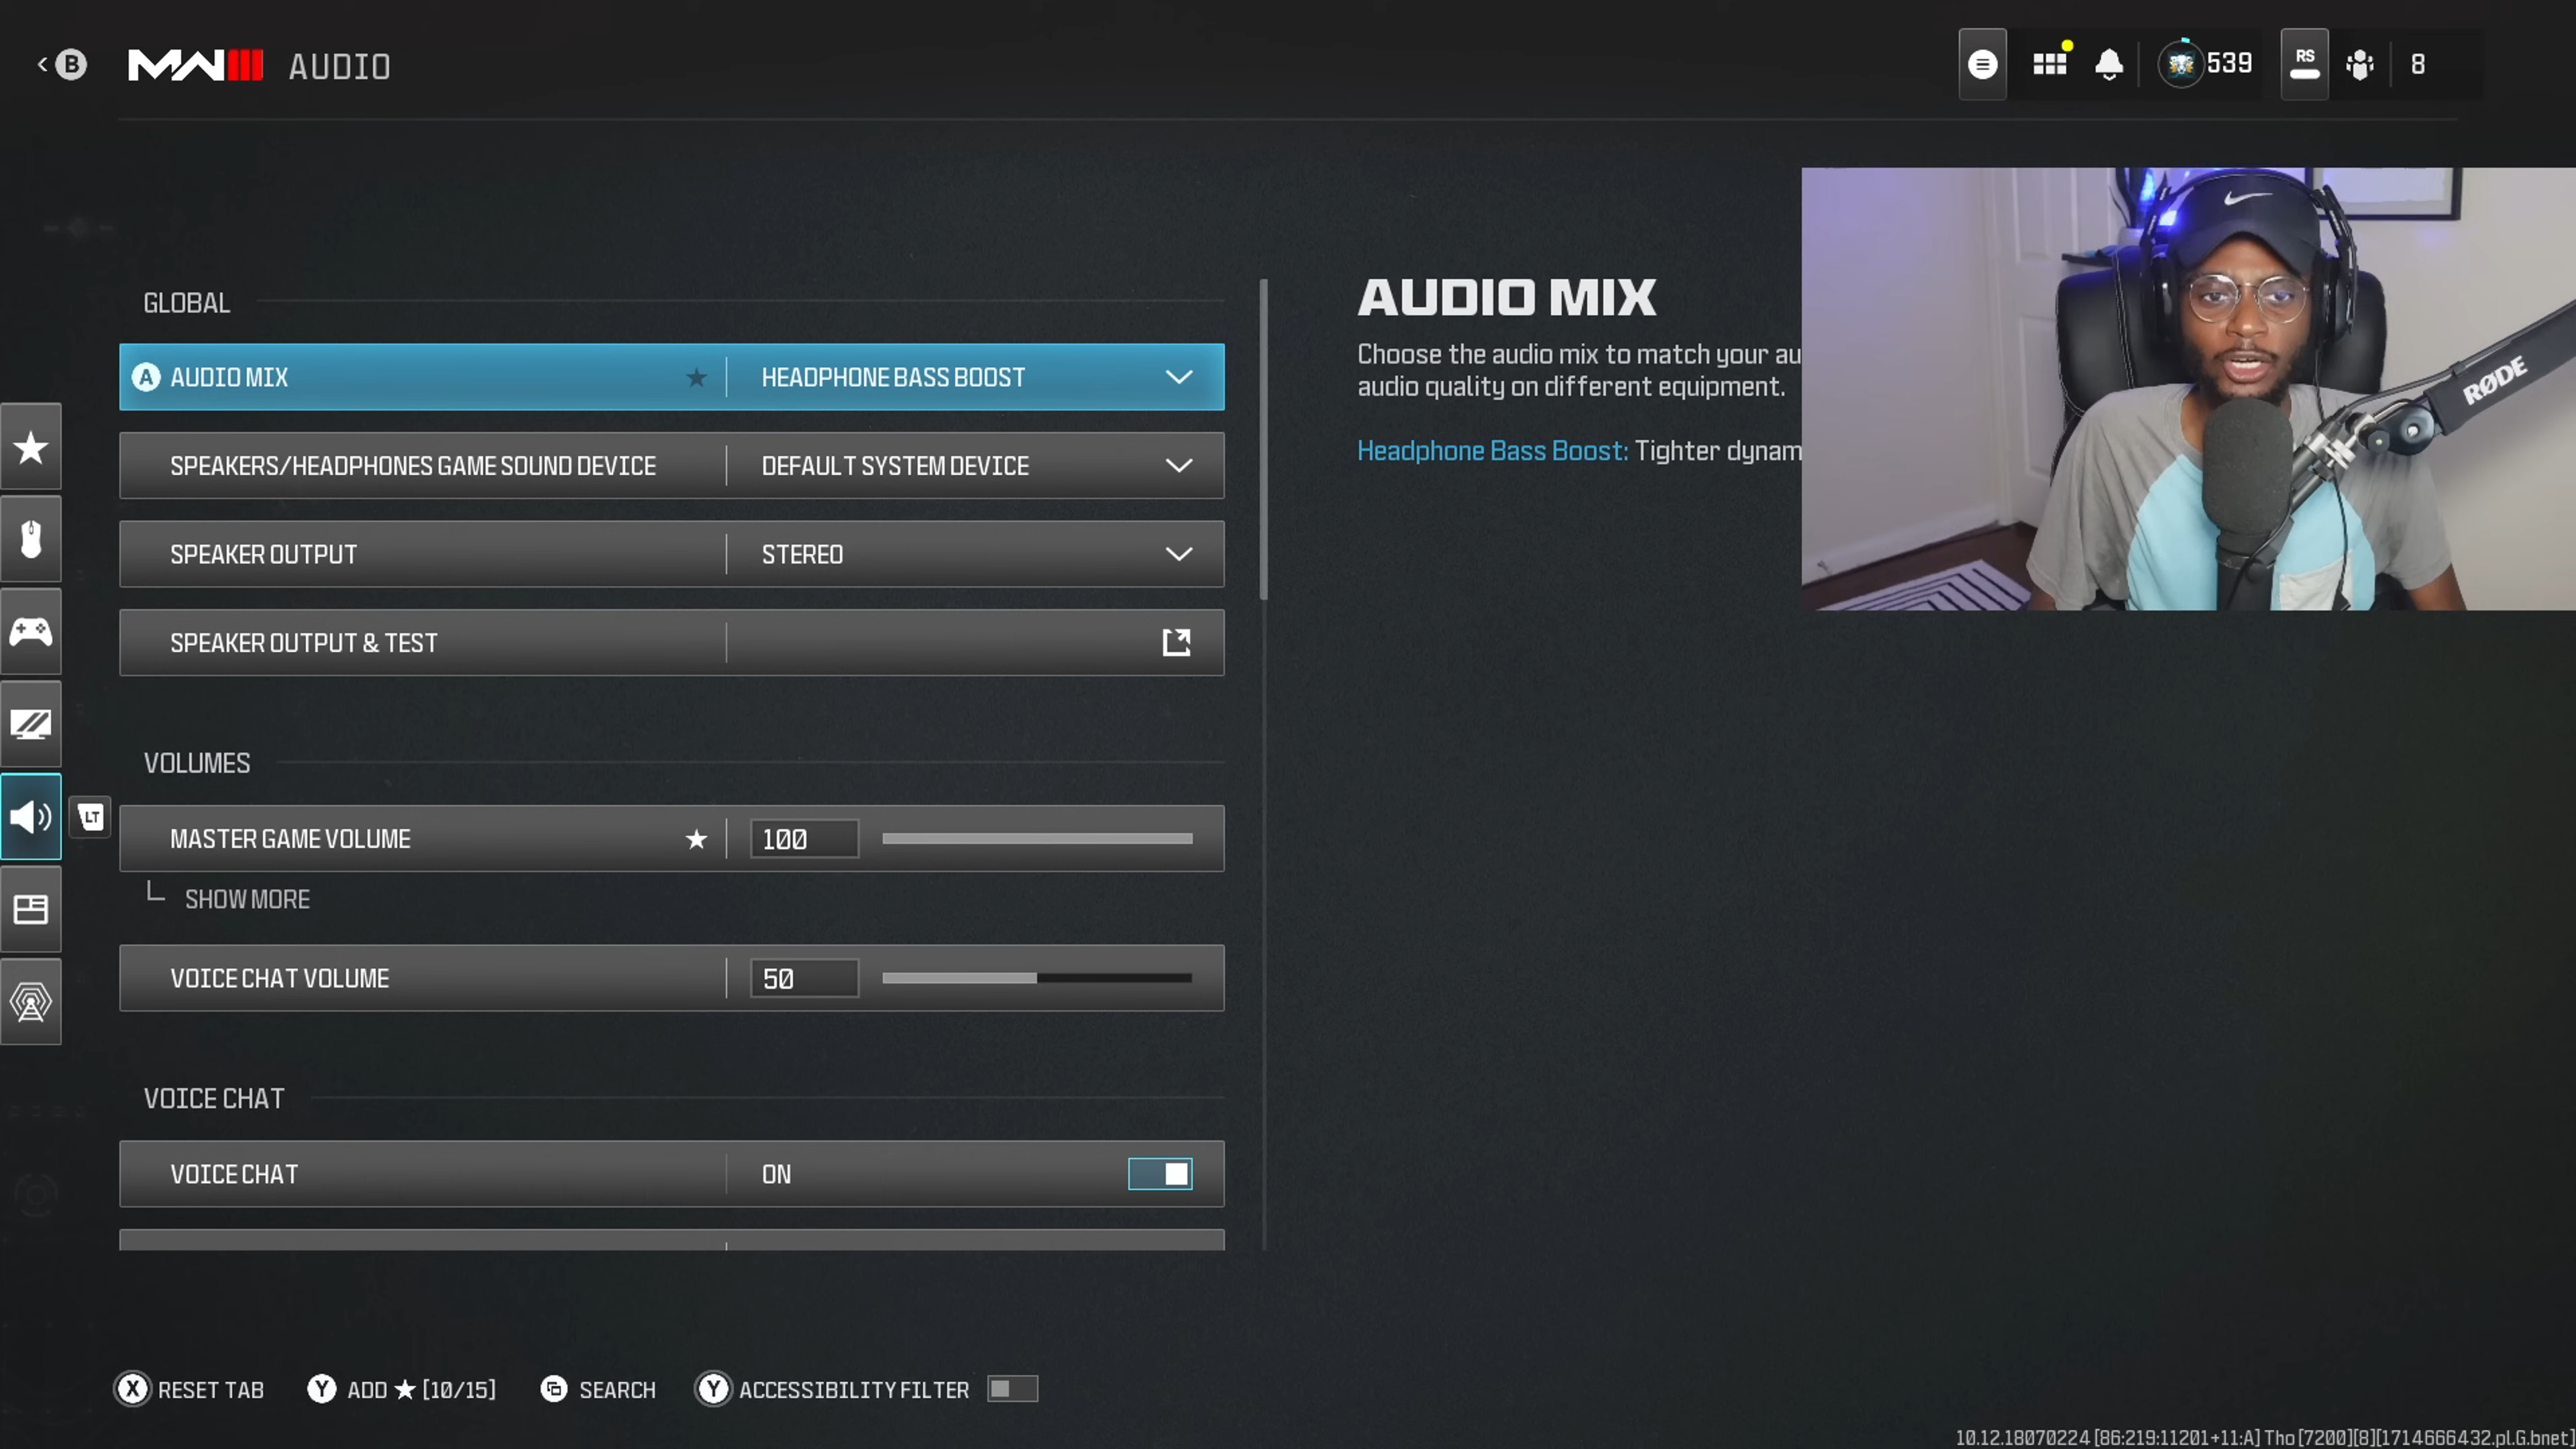 B MWIII AUDIO
539 RS 8
GLOBAL
A AUDIO MIX HEADPHONE BASS BOOST
SPEAKERS/HEADPHONES GAME SOUND DEVICE DEFAULT SYSTEM DEVICE
SPEAKER OUTPUT STEREO
SPEAKER OUTPUT & TEST
VOLUMES
LT MASTER GAME VOLUME 100
SHOW MORE
VOICE CHAT VOLUME 50
VOICE CHAT
VOICE CHAT ON
AUDIO MIX
Choose the audio mix to match your au
audio quality on different equipment.
Headphone Bass Boost: Tighter dynam
RØDE
X RESET TAB Y ADD ★ [10/15] SEARCH Y ACCESSIBILITY FILTER
10.12.18070224 [86:219:11201+11:A] Tho [7200][8][1714666432.pl.G.bnet]